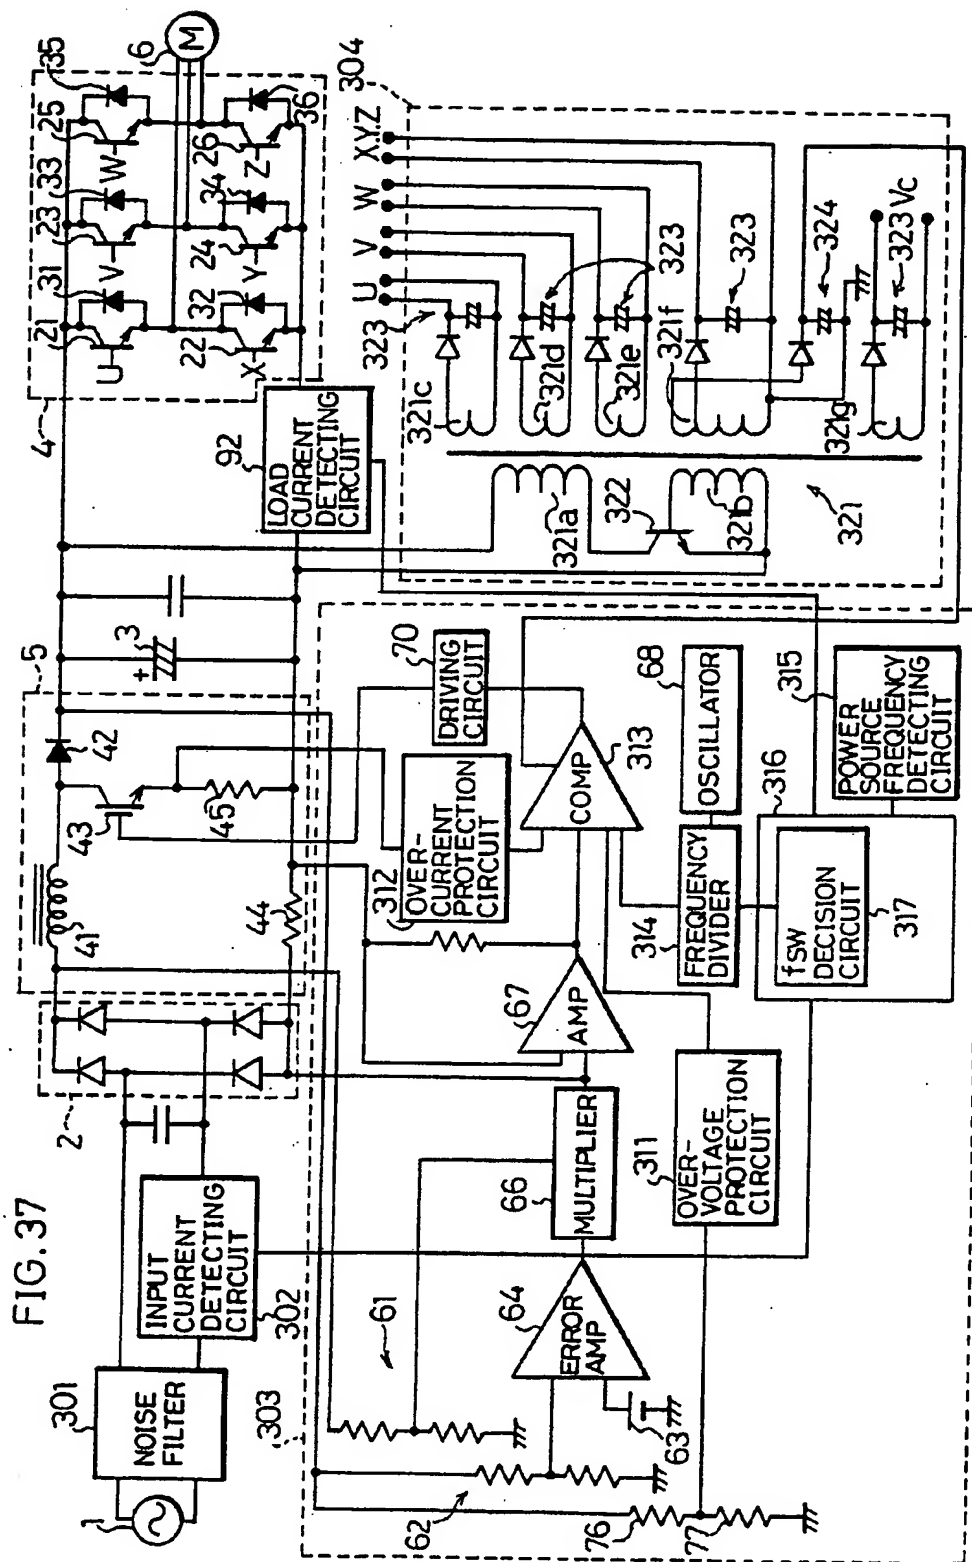 FIG. 37
1
301
NOISE
FILTER
INPUT
CURRENT
DETECTING
CIRCUIT
302
2
5
41
42
43
44
45
+
3
4
21
31
23
33
25
35
U
V
W
22
32
24
34
26
36
X
Y
Z
6
M
92
LOAD
CURRENT
DETECTING
CIRCUIT
303
61
62
63
64
ERROR
AMP
66
MULTIPLIER
67
AMP
76
77
311
OVER-
VOLTAGE
PROTECTION
CIRCUIT
312
OVER-
CURRENT
PROTECTION
CIRCUIT
70
DRIVING
CIRCUIT
COMP
313
314
FREQUENCY
DIVIDER
68
OSCILLATOR
315
POWER
SOURCE
FREQUENCY
DETECTING
CIRCUIT
316
fSW
DECISION
CIRCUIT
317
304
U
V
W
X.Y.Z
323
321c
321d
321e
323
321f
323
324
321g
323
Vc
321a
322
321b
321